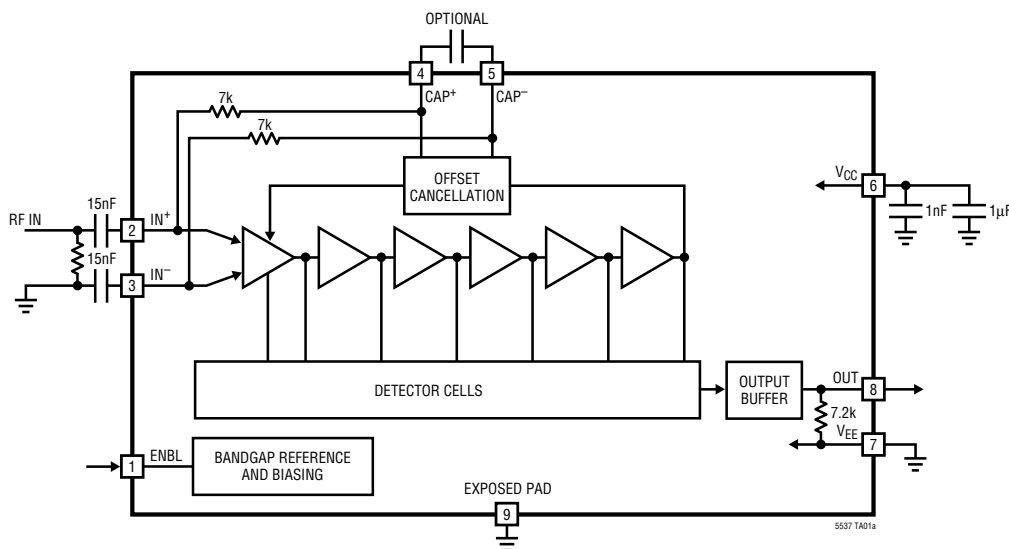 OPTIONAL
4
5
CAP+
CAP–
7k
7k
OFFSET
CANCELLATION
VCC
6
1nF
1µF
15nF
RF IN
2
IN+
15nF
3
IN–
DETECTOR CELLS
OUTPUT
BUFFER
OUT
8
7.2k
VEE
7
1
ENBL
BANDGAP REFERENCE
AND BIASING
EXPOSED PAD
9
5537 TA01a